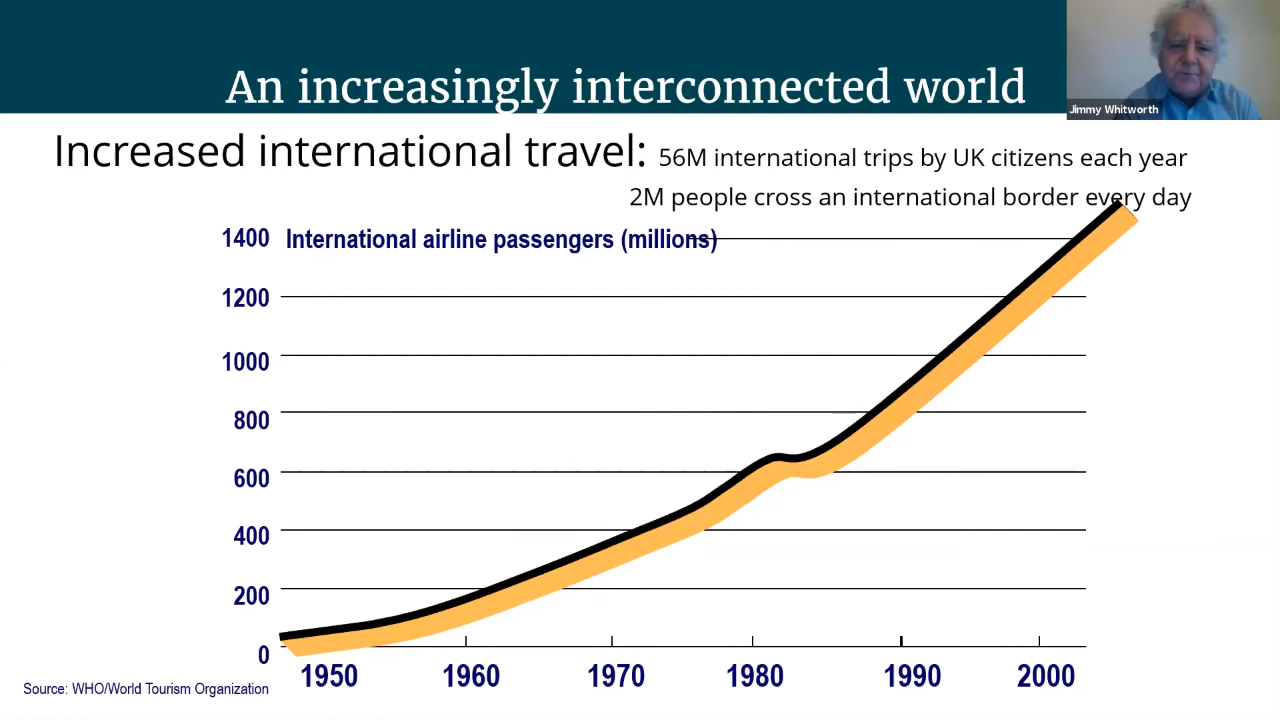 An increasingly interconnected world
Jimmy Whitworth
Increased international travel: 56M international trips by UK citizens each year
2M people cross an international border every day
1400 International airline passengers (millions)
1200
1000
800
600
400
200
0
1950 1960 1970 1980 1990 2000
Source: WHO/World Tourism Organization